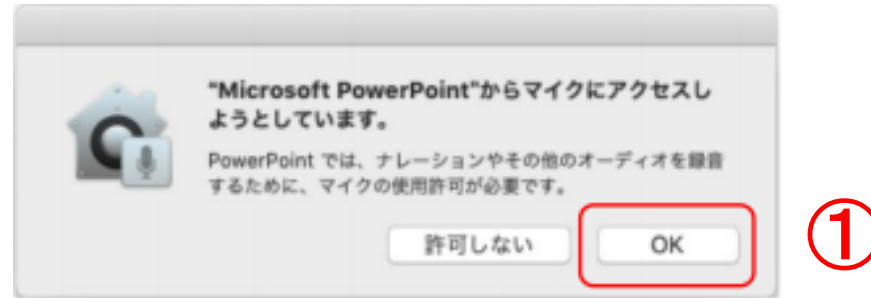 "Microsoft PowerPoint"からマイクにアクセスし
ようとしています。
PowerPoint では、ナレーションやその他のオーディオを録音
するために、マイクの使用許可が必要です。
許可しない
OK
①